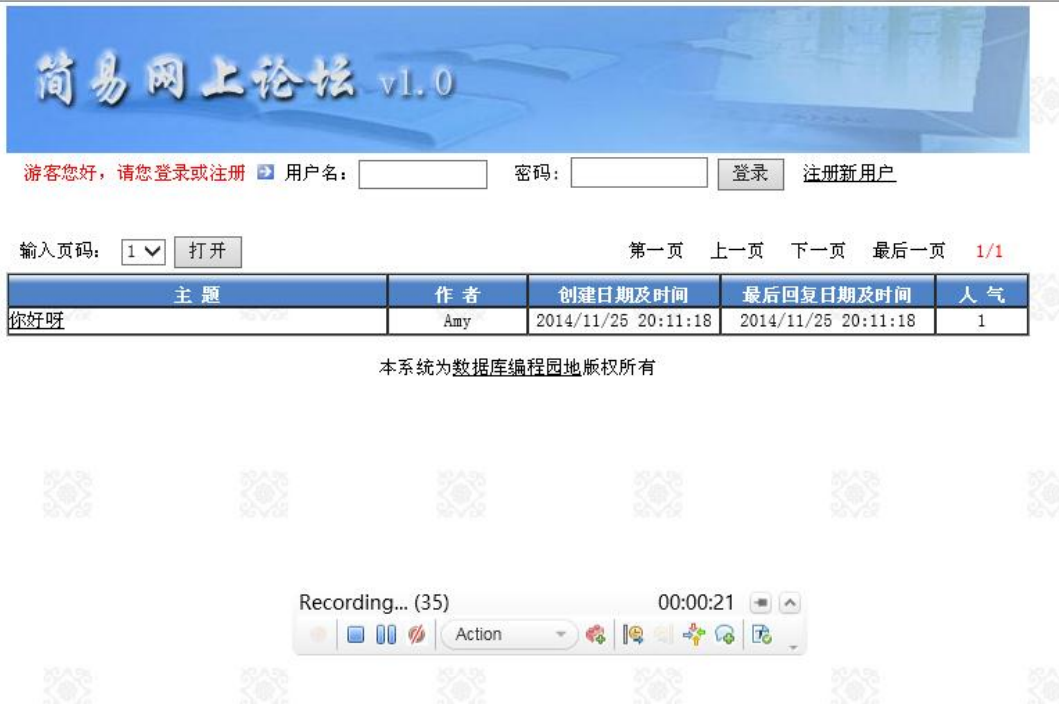 简易网上论坛 v1.0
游客您好，请您登录或注册 用户名： 密码： 登录 注册新用户
输入页码： 1 打开 第一页 上一页 下一页 最后一页 1/1
主 题 作 者 创建日期及时间 最后回复日期及时间 人 气
你好呀 Amy 2014/11/25 20:11:18 2014/11/25 20:11:18 1
本系统为数据库编程园地版权所有
Recording... (35) 00:00:21
Action